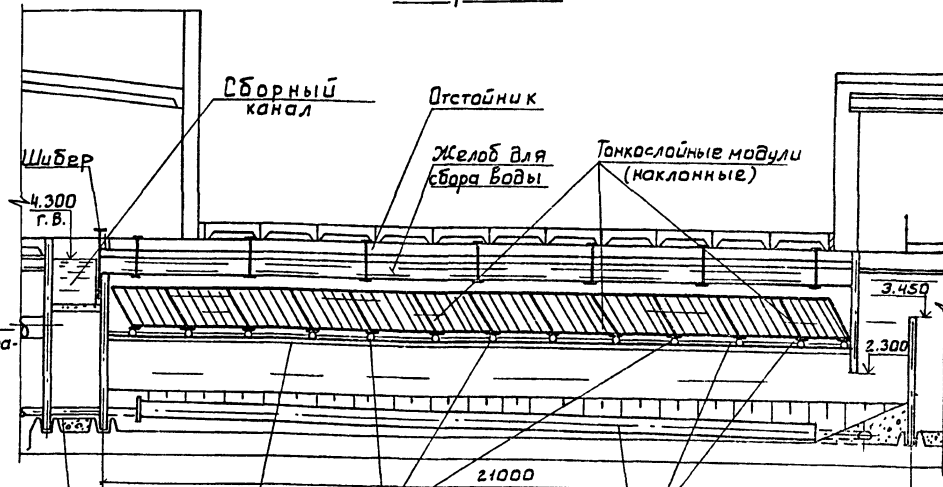 Сборный
канал
Отстойник
Шибер
Желоб для
сбора воды
Тонкослойные модули
(наклонные)
4.300
г.в.
3.450
2.300
21000